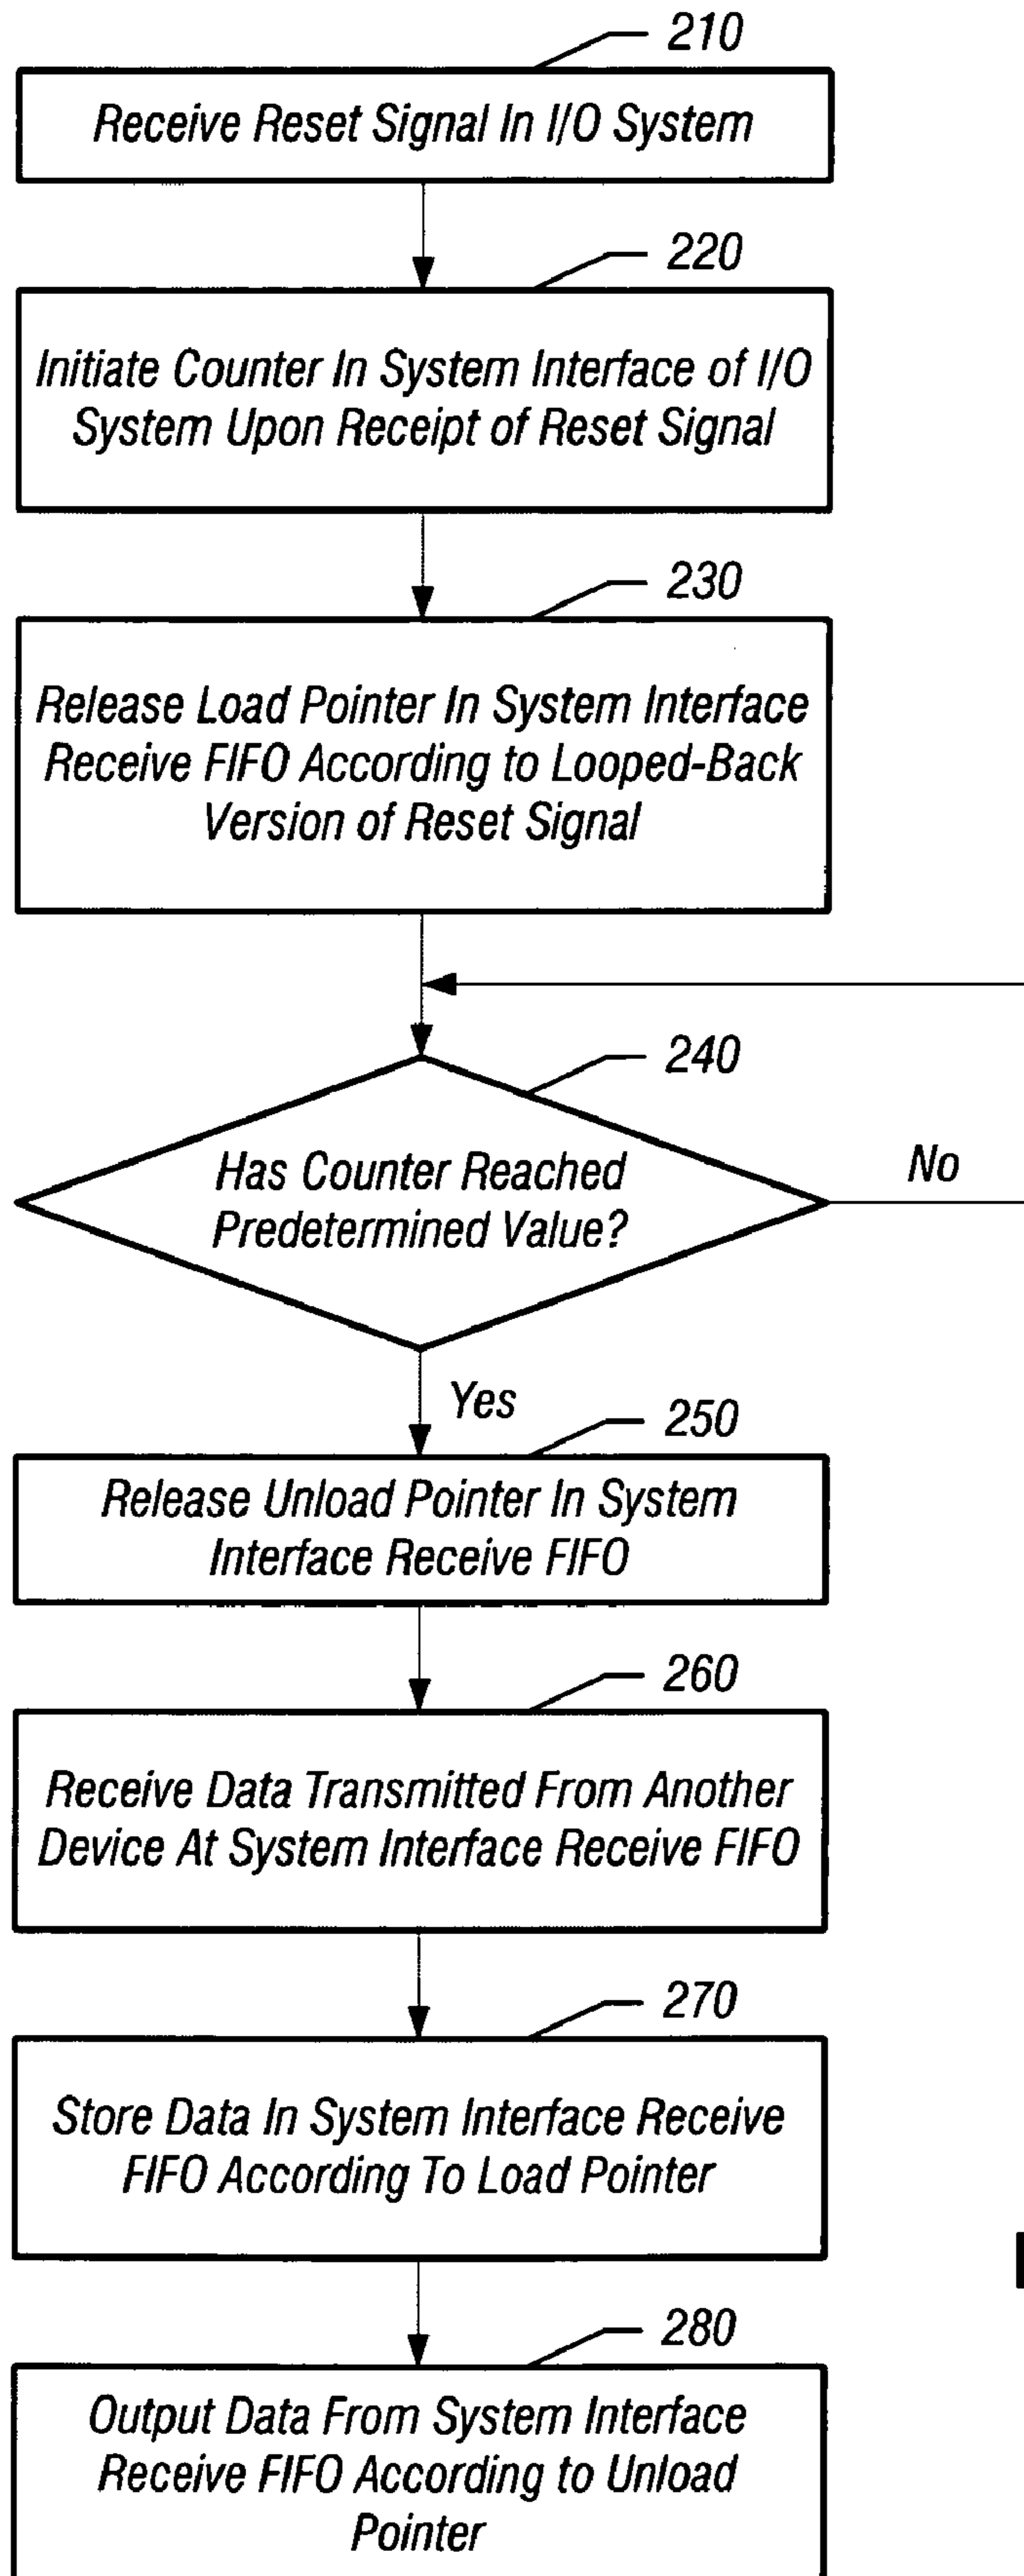 210
Receive Reset Signal In I/O System
220
Initiate Counter In System Interface of I/O
System Upon Receipt of Reset Signal
230
Release Load Pointer In System Interface
Receive FIFO According to Looped-Back
Version of Reset Signal
240
Has Counter Reached
Predetermined Value?
No
Yes
250
Release Unload Pointer In System
Interface Receive FIFO
260
Receive Data Transmitted From Another
Device At System Interface Receive FIFO
270
Store Data In System Interface Receive
FIFO According To Load Pointer
280
Output Data From System Interface
Receive FIFO According to Unload
Pointer